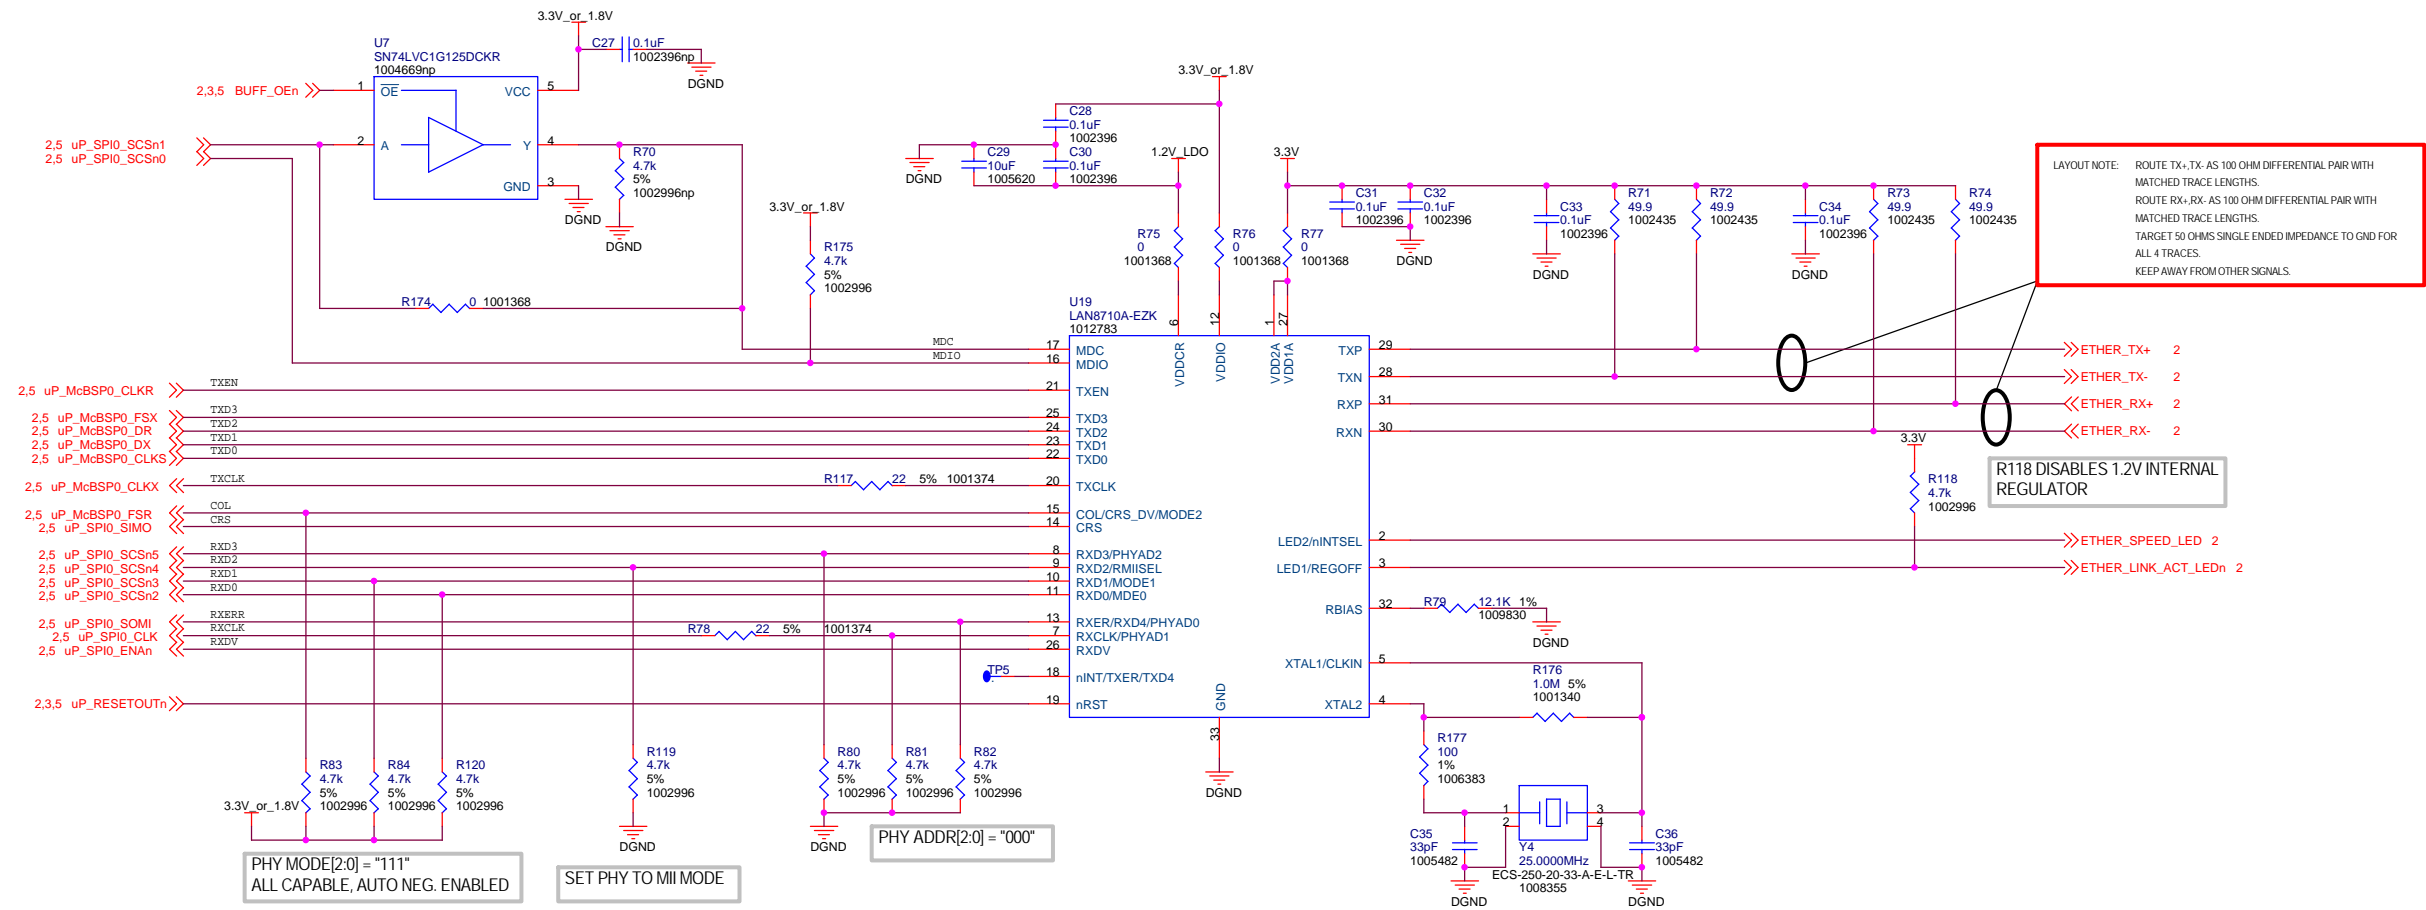 3.3V_or_1.8V
U7
SN74LVC1G125DCKR
1004669np
C27
0.1uF
1002396np
DGND
2,3,5 BUFF_OEn
1
OE
VCC
5
2,5 uP_SPI0_SCSn1
2,5 uP_SPI0_SCSn0
2
A
Y
4
GND
3
DGND
R70
4.7k
5%
1002996np
DGND
3.3V_or_1.8V
R175
4.7k
5%
1002996
R174
0
1001368
3.3V_or_1.8V
C28
0.1uF
1002396
C29
10uF
1005620
C30
0.1uF
1002396
DGND
1.2V_LDO
3.3V
R75
0
1001368
R76
0
1001368
R77
0
1001368
C31
0.1uF
1002396
C32
0.1uF
1002396
DGND
C33
0.1uF
1002396
DGND
R71
49.9
1002435
R72
49.9
1002435
C34
0.1uF
1002396
DGND
R73
49.9
1002435
R74
49.9
1002435
LAYOUT NOTE: ROUTE TX+,TX- AS 100 OHM DIFFERENTIAL PAIR WITH
MATCHED TRACE LENGTHS.
ROUTE RX+,RX- AS 100 OHM DIFFERENTIAL PAIR WITH
MATCHED TRACE LENGTHS.
TARGET 50 OHMS SINGLE ENDED IMPEDANCE TO GND FOR
ALL 4 TRACES.
KEEP AWAY FROM OTHER SIGNALS.
U19
LAN8710A-EZK
1012783
6
12
1
27
VDDCR
VDDIO
VDD2A
VDD1A
MDC
17
MDC
MDIO
16
MDIO
2,5 uP_McBSP0_CLKR
TXEN
21
TXEN
2,5 uP_McBSP0_FSX
TXD3
25
TXD3
2,5 uP_McBSP0_DR
TXD2
24
TXD2
2,5 uP_McBSP0_DX
TXD1
23
TXD1
2,5 uP_McBSP0_CLKS
TXD0
22
TXD0
2,5 uP_McBSP0_CLKX
TXCLK
R117
22
5%
1001374
20
TXCLK
2,5 uP_McBSP0_FSR
COL
15
COL/CRS_DV/MODE2
2,5 uP_SPI0_SIMO
CRS
14
CRS
2,5 uP_SPI0_SCSn5
RXD3
8
RXD3/PHYAD2
2,5 uP_SPI0_SCSn4
RXD2
9
RXD2/RMIISEL
2,5 uP_SPI0_SCSn3
RXD1
10
RXD1/MODE1
2,5 uP_SPI0_SCSn2
RXD0
11
RXD0/MDE0
2,5 uP_SPI0_SOMI
RXERR
13
RXER/RXD4/PHYAD0
2,5 uP_SPI0_CLK
RXCLK
R78
22
5%
1001374
7
RXCLK/PHYAD1
2,5 uP_SPI0_ENAn
RXDV
26
RXDV
TP5
18
nINT/TXER/TXD4
2,3,5 uP_RESETOUTn
19
nRST
GND
33
DGND
TXP
29
ETHER_TX+ 2
TXN
28
ETHER_TX- 2
RXP
31
ETHER_RX+ 2
RXN
30
ETHER_RX- 2
3.3V
R118
4.7k
1002996
R118 DISABLES 1.2V INTERNAL
REGULATOR
LED2/nINTSEL
2
ETHER_SPEED_LED 2
LED1/REGOFF
3
ETHER_LINK_ACT_LEDn 2
RBIAS
32
R79
12.1K 1%
1009830
DGND
XTAL1/CLKIN
5
R176
1.0M 5%
1001340
XTAL2
4
R177
100
1%
1006383
1
2
3
4
C35
33pF
1005482
DGND
Y4
25.0000MHz
ECS-250-20-33-A-E-L-TR
1008355
C36
33pF
1005482
DGND
R83
4.7k
5%
1002996
R84
4.7k
5%
1002996
R120
4.7k
5%
1002996
3.3V_or_1.8V
R119
4.7k
5%
1002996
DGND
R80
4.7k
5%
1002996
R81
4.7k
5%
1002996
R82
4.7k
5%
1002996
DGND
PHY MODE[2:0] = "111"
ALL CAPABLE, AUTO NEG. ENABLED
SET PHY TO MII MODE
PHY ADDR[2:0] = "000"